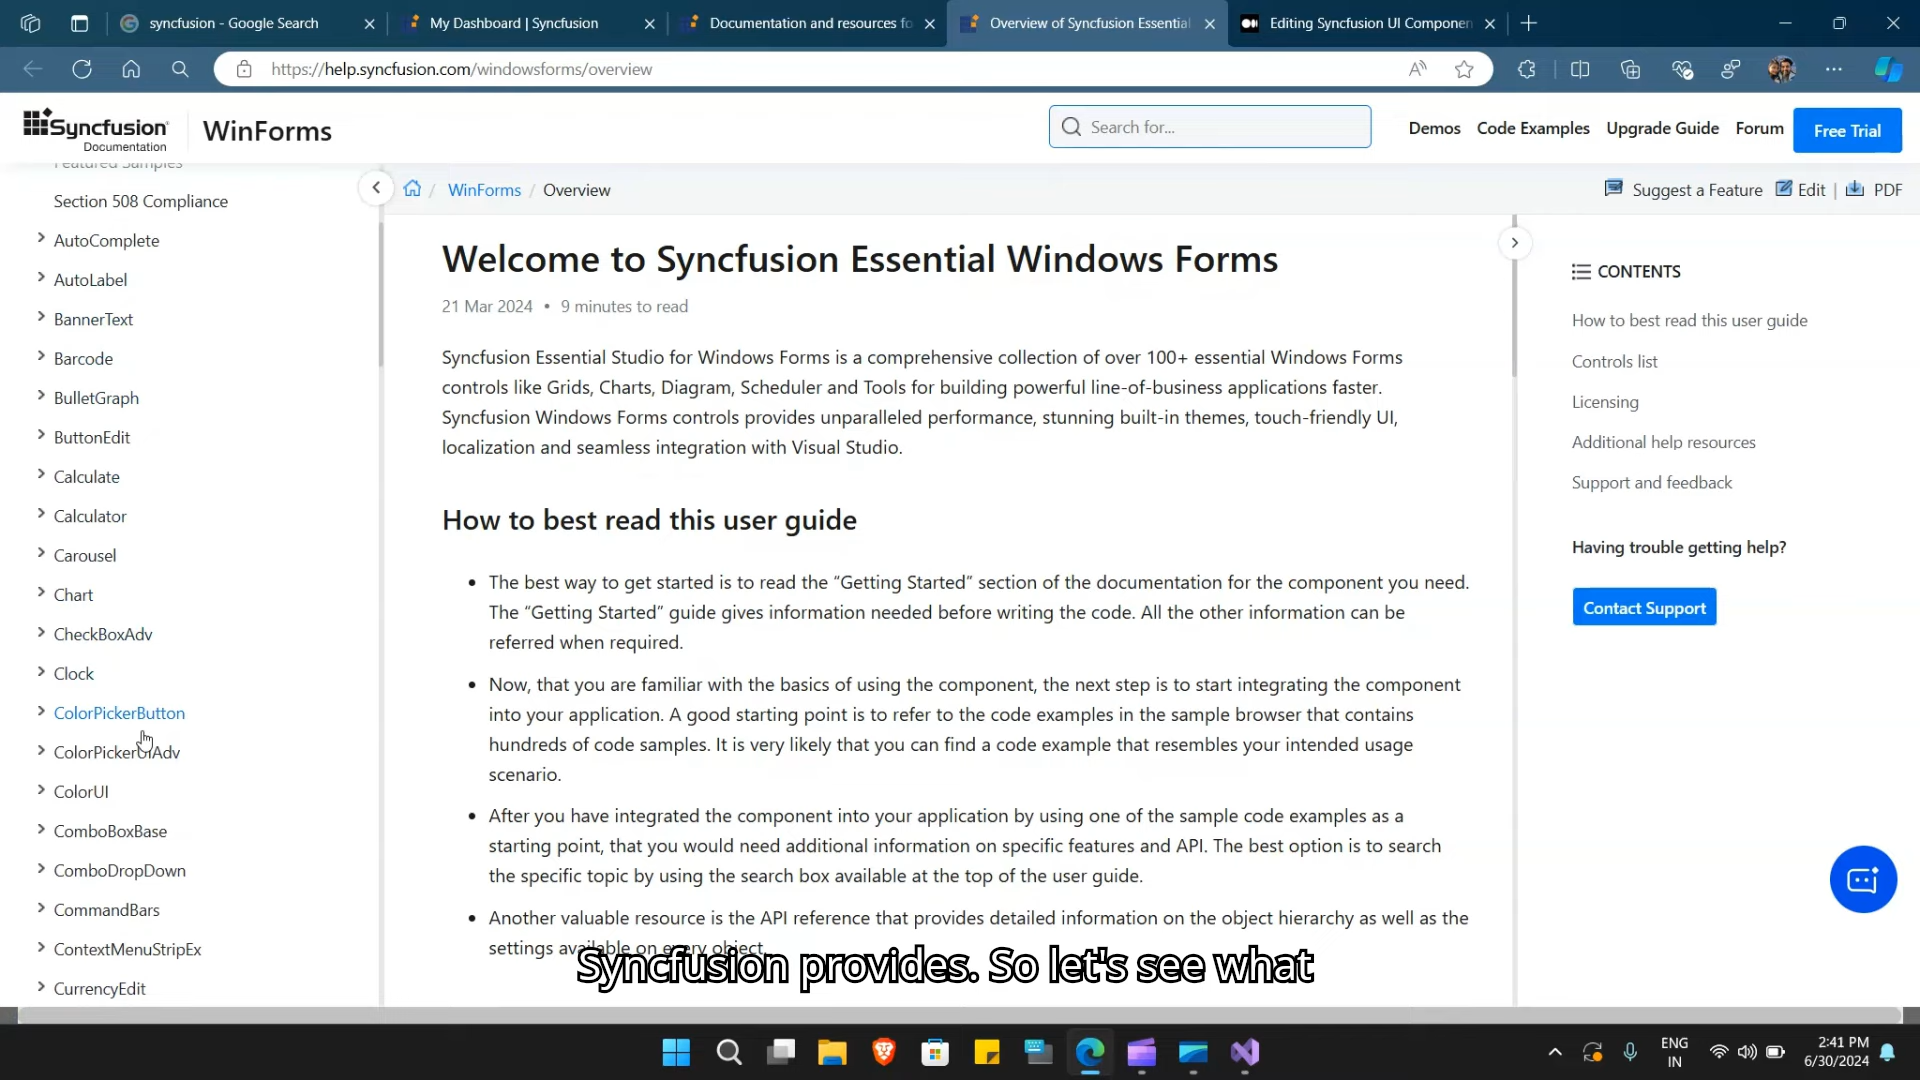 syncfusion - Google Search
My Dashboard | Syncfusion
Documentation and resources fo
Overview of Syncfusion Essential
Editing Syncfusion UI Componen
https://help.syncfusion.com/windowsforms/overview
Syncfusion
Documentation
WinForms
Search for...
Demos
Code Examples
Upgrade Guide
Forum
Free Trial
Featured Samples
Section 508 Compliance
AutoComplete
AutoLabel
BannerText
Barcode
BulletGraph
ButtonEdit
Calculate
Calculator
Carousel
Chart
CheckBoxAdv
Clock
ColorPickerButton
ColorPickerUIAdv
ColorUI
ComboBoxBase
ComboDropDown
CommandBars
ContextMenuStripEx
CurrencyEdit
/ WinForms / Overview
Suggest a Feature
Edit |
PDF
Welcome to Syncfusion Essential Windows Forms
21 Mar 2024 • 9 minutes to read
Syncfusion Essential Studio for Windows Forms is a comprehensive collection of over 100+ essential Windows Forms
controls like Grids, Charts, Diagram, Scheduler and Tools for building powerful line-of-business applications faster.
Syncfusion Windows Forms controls provides unparalleled performance, stunning built-in themes, touch-friendly UI,
localization and seamless integration with Visual Studio.
How to best read this user guide
• The best way to get started is to read the “Getting Started” section of the documentation for the component you need.
The “Getting Started” guide gives information needed before writing the code. All the other information can be
referred when required.
• Now, that you are familiar with the basics of using the component, the next step is to start integrating the component
into your application. A good starting point is to refer to the code examples in the sample browser that contains
hundreds of code samples. It is very likely that you can find a code example that resembles your intended usage
scenario.
• After you have integrated the component into your application by using one of the sample code examples as a
starting point, that you would need additional information on specific features and API. The best option is to search
the specific topic by using the search box available at the top of the user guide.
• Another valuable resource is the API reference that provides detailed information on the object hierarchy as well as the
settings available on every object.
CONTENTS
How to best read this user guide
Controls list
Licensing
Additional help resources
Support and feedback
Having trouble getting help?
Contact Support
Syncfusion provides. So let's see what
ENG
IN
2:41 PM
6/30/2024